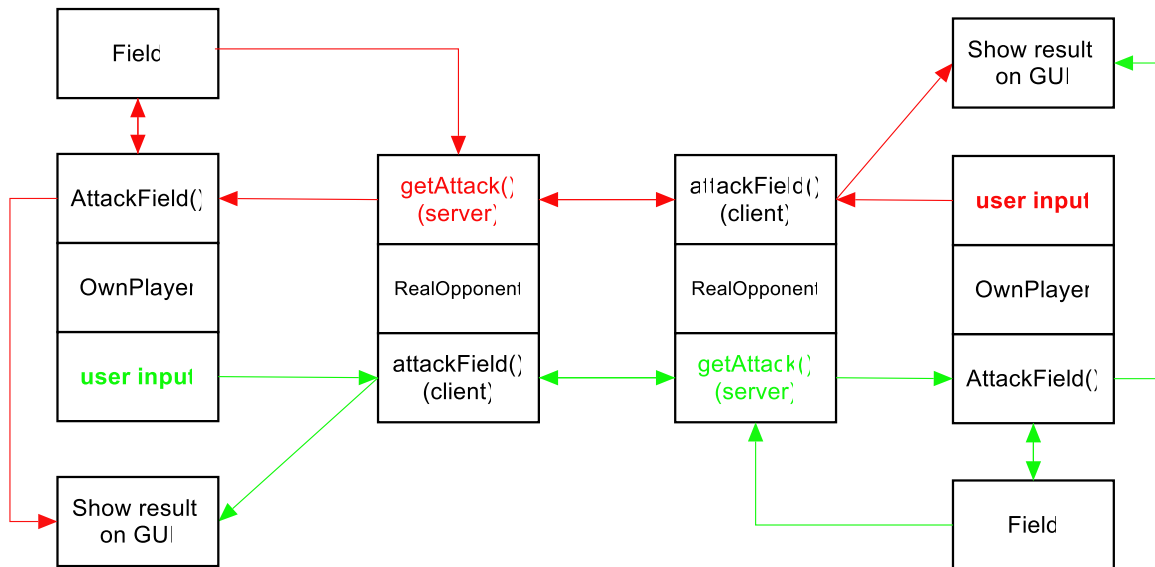 Field
AttackField()
OwnPlayer
user input
Show result
on GUI
getAttack()
(server)
RealOpponent
attackField()
(client)
attackField()
(client)
RealOpponent
getAttack()
(server)
Show result
on GUI
user input
OwnPlayer
AttackField()
Field